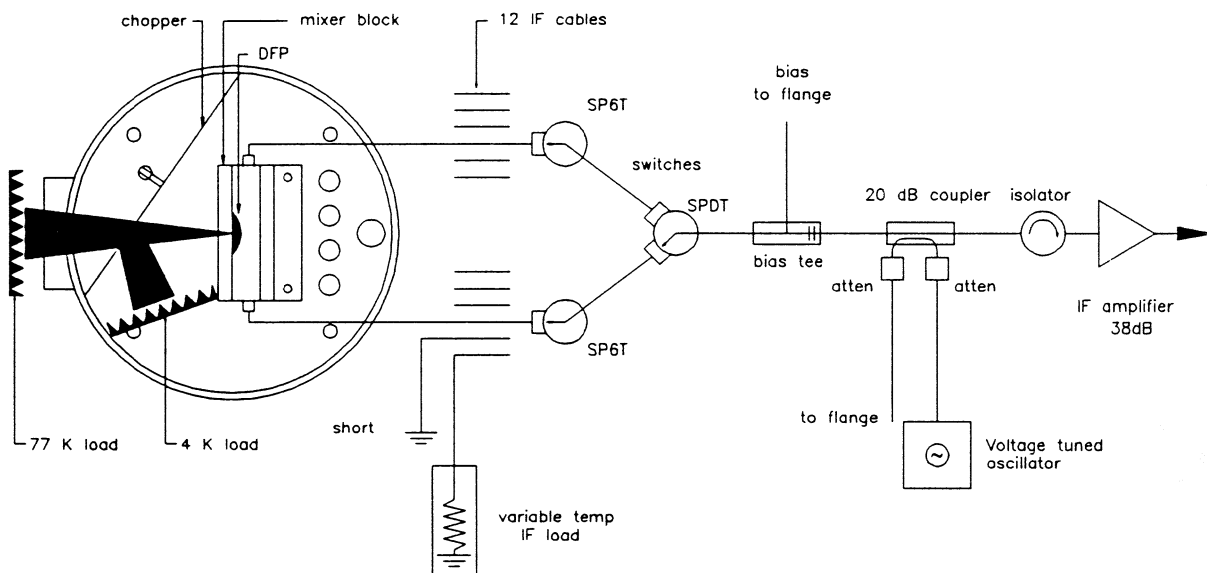 chopper
mixer block
12 IF cables
DFP
bias
to flange
SP6T
switches
SPDT
20 dB coupler
isolator
bias tee
atten
atten
IF amplifier
38dB
SP6T
short
to flange
77 K load
4 K load
Voltage tuned
oscillator
variable temp
IF load